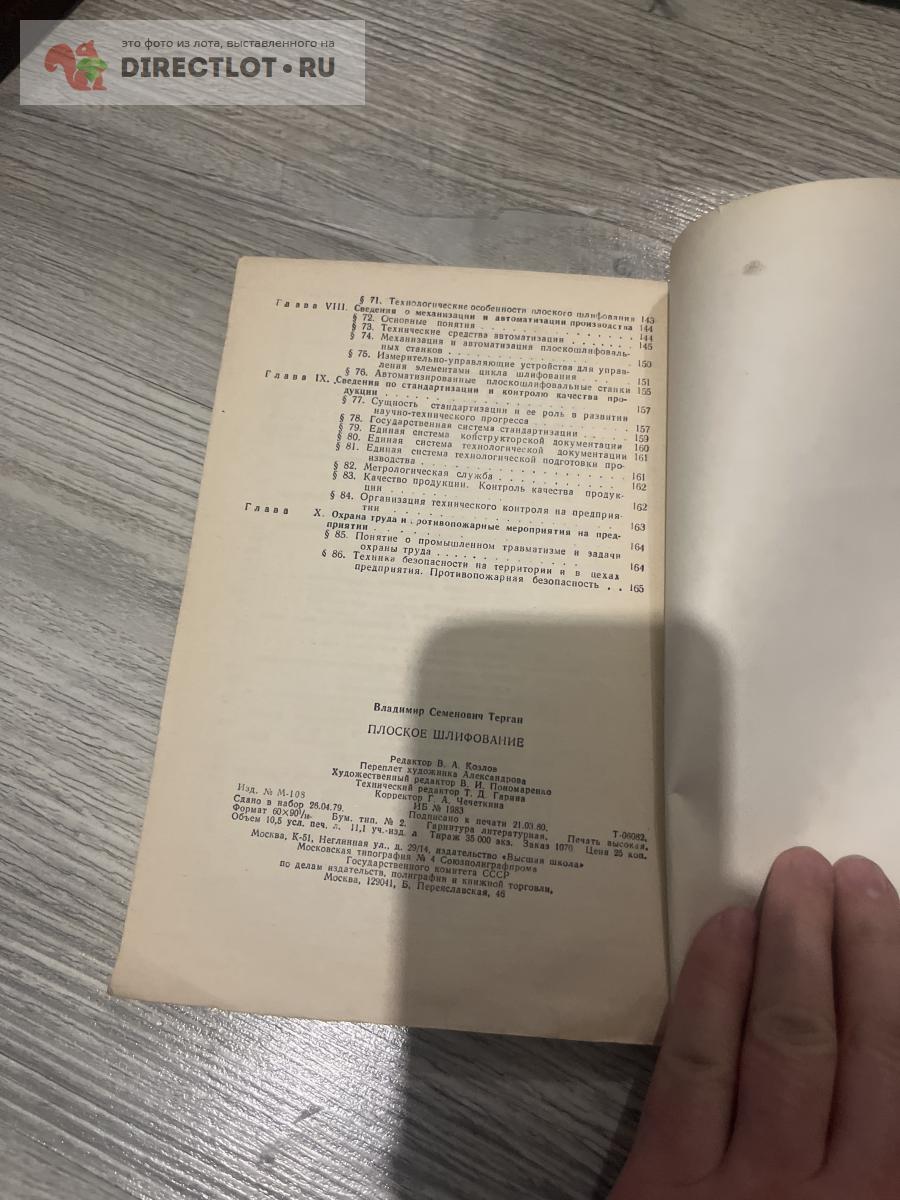 это фото из лота, выставленного на
DIRECTLOT•RU
§ 71. Технологические особенности плоского шлифования 143
Глава VIII. Сведения о механизации и автоматизации производства 144
§ 72. Основные понятия . . . . . . . . . . 144
§ 73. Технические средства автоматизации . . . . . . . 145
§ 74. Механизация и автоматизация плоскошлифоваль-
ных станков . . . . . . . . . . 150
§ 75. Измерительно-управляющие устройства для управ-
ления элементами цикла шлифования . . . . 151
§ 76. Автоматизированные плоскошлифовальные станки 155
Глава IX. Сведения по стандартизации и контролю качества про-
дукции . . . . . . . . . . 157
§ 77. Сущность стандартизации и ее роль в развитии
научно-технического прогресса . . . . . . . 157
§ 78. Государственная система стандартизации . . . . . 159
§ 79. Единая система конструкторской документации 160
§ 80. Единая система технологической документации 161
§ 81. Единая система технологической подготовки про-
изводства . . . . . . . . . . 161
§ 82. Метрологическая служба . . . . . . . . . 162
§ 83. Качество продукции. Контроль качества продук-
ции . . . . . . . . . . 162
§ 84. Организация технического контроля на предприя-
тии . . . . . . . . . . 163
Глава X. Охрана труда и противопожарные мероприятия на пред-
приятии . . . . . . . . . . 164
§ 85. Понятие о промышленном травматизме и задачи
охраны труда . . . . . . . . . . 164
§ 86. Техника безопасности на территории и в цехах
предприятия. Противопожарная безопасность . . 165
Владимир Семенович Терган
ПЛОСКОЕ ШЛИФОВАНИЕ
Редактор В. А. Козлов
Переплет художника Александрова
Художественный редактор В. И. Пономаренко
Технический редактор Т. Д. Гарина
Корректор Г. А. Чечеткина
ИБ № 1983
Изд. № М-108
Сдано в набор 26.04.79. Подписано к печати 21.03.80. Т-06082.
Формат 60×90¹/₁₆. Бум. тип. № 2. Гарнитура литературная. Печать высокая.
Объем 10,5 усл. печ. л. 11,1 уч.-изд. л Тираж 35 000 экз. Заказ 1070 Цена 25 коп.
Москва, К-51, Неглинная ул., д. 29/14, издательство «Высшая школа»
Московская типография № 4 Союзполиграфпрома
Государственного комитета СССР
по делам издательств, полиграфии и книжной торговли,
Москва, 129041, Б. Переяславская, 46